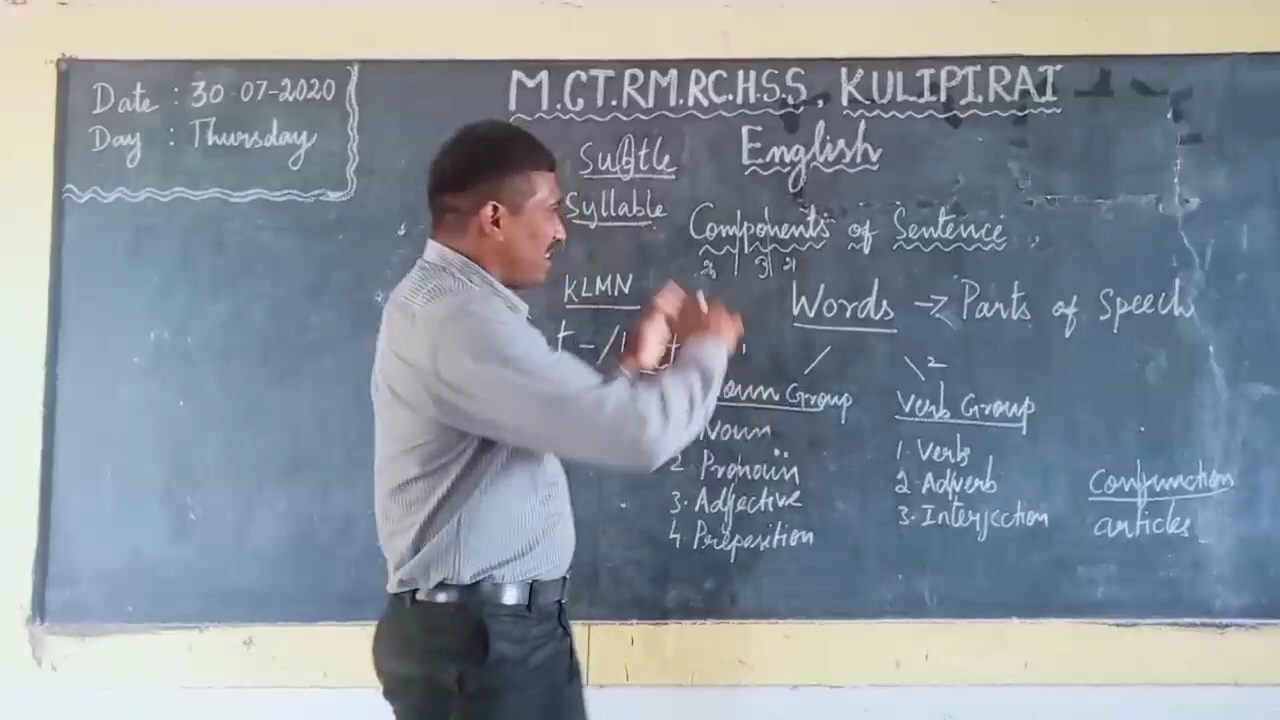 Date : 30-07-2020
Day : Thursday
M.CT.RM.RC.H.S.S, KULIPIRAI
English
Subtle
Syllable
Components of Sentence,
KLMN
Words → Parts of Speech
Noun Group
Noun
2 Pronoun
3. Adjective
4 Preposition
2
Verb Group
1. Verb
2. Adverb
3. Interjection
Conjunction
articles